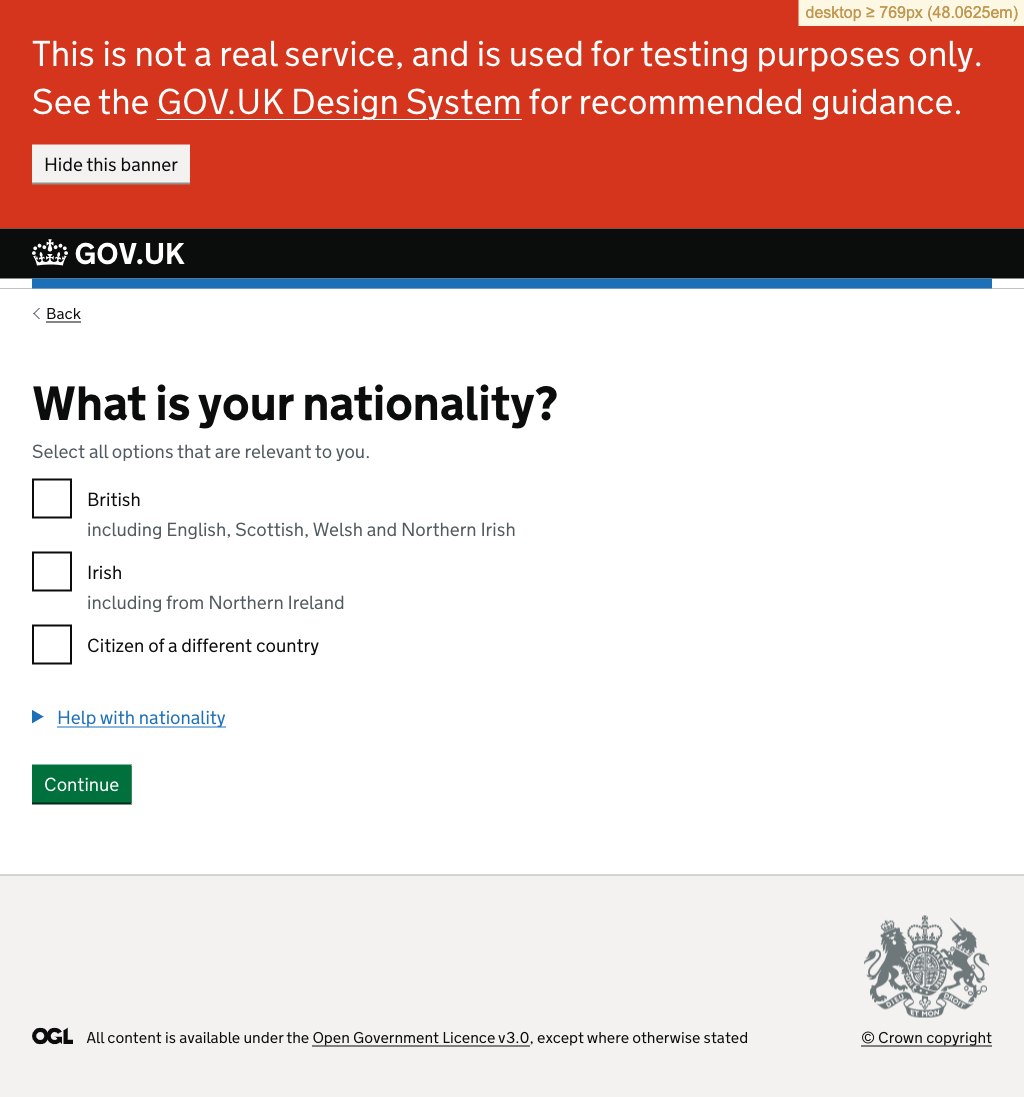 desktop ≥ 769px (48.0625em)
This is not a real service, and is used for testing purposes only.
See the GOV.UK Design System for recommended guidance.
Hide this banner
GOV.UK
Back
What is your nationality?
Select all options that are relevant to you.
British
including English, Scottish, Welsh and Northern Irish
Irish
including from Northern Ireland
Citizen of a different country
Help with nationality
Continue
OGL All content is available under the Open Government Licence v3.0, except where otherwise stated
© Crown copyright